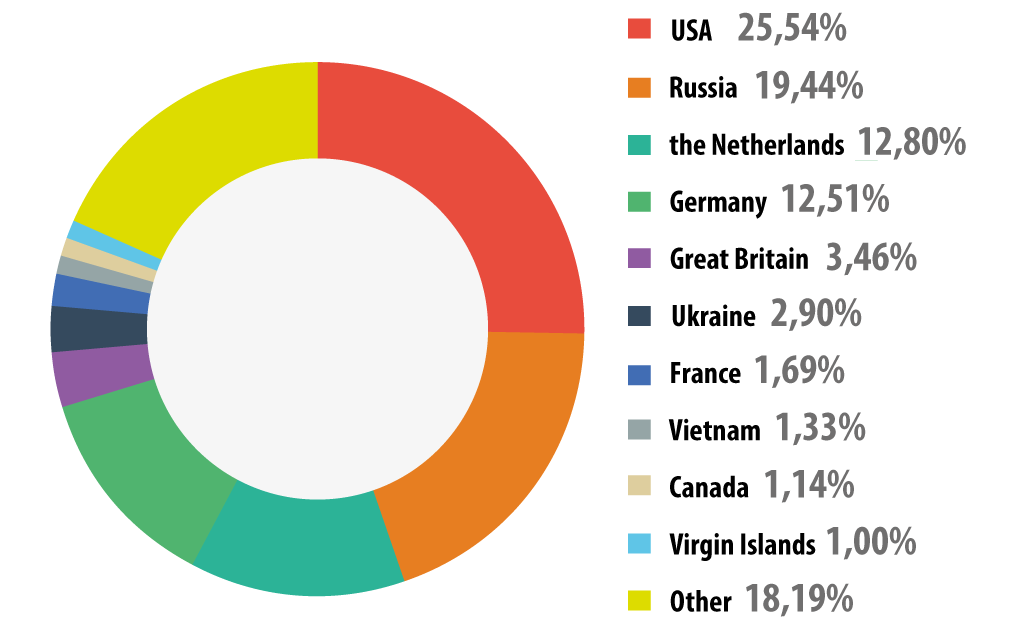 USA 25,54%
Russia 19,44%
the Netherlands 12,80%
Germany 12,51%
Great Britain 3,46%
Ukraine 2,90%
France 1,69%
Vietnam 1,33%
Canada 1,14%
Virgin Islands 1,00%
Other 18,19%